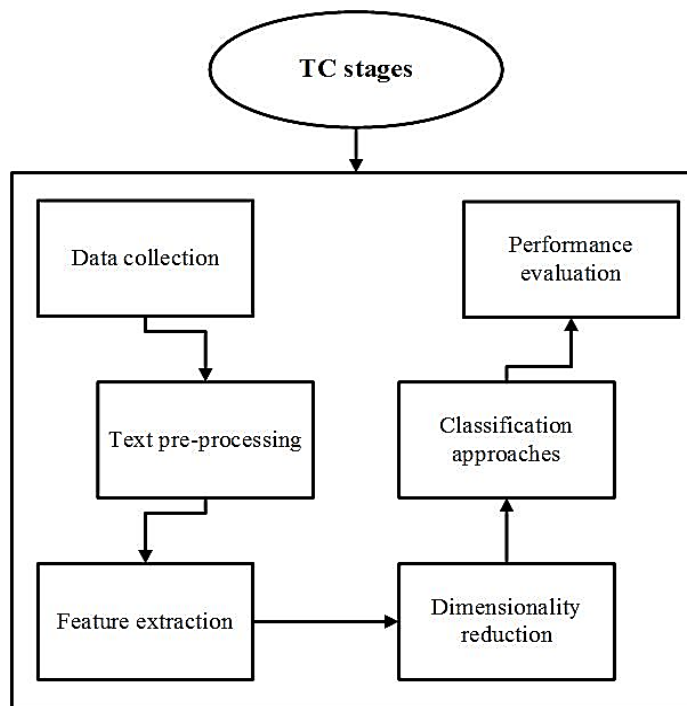 TC stages
Data collection
Text pre-processing
Feature extraction
Dimensionality
reduction
Classification
approaches
Performance
evaluation